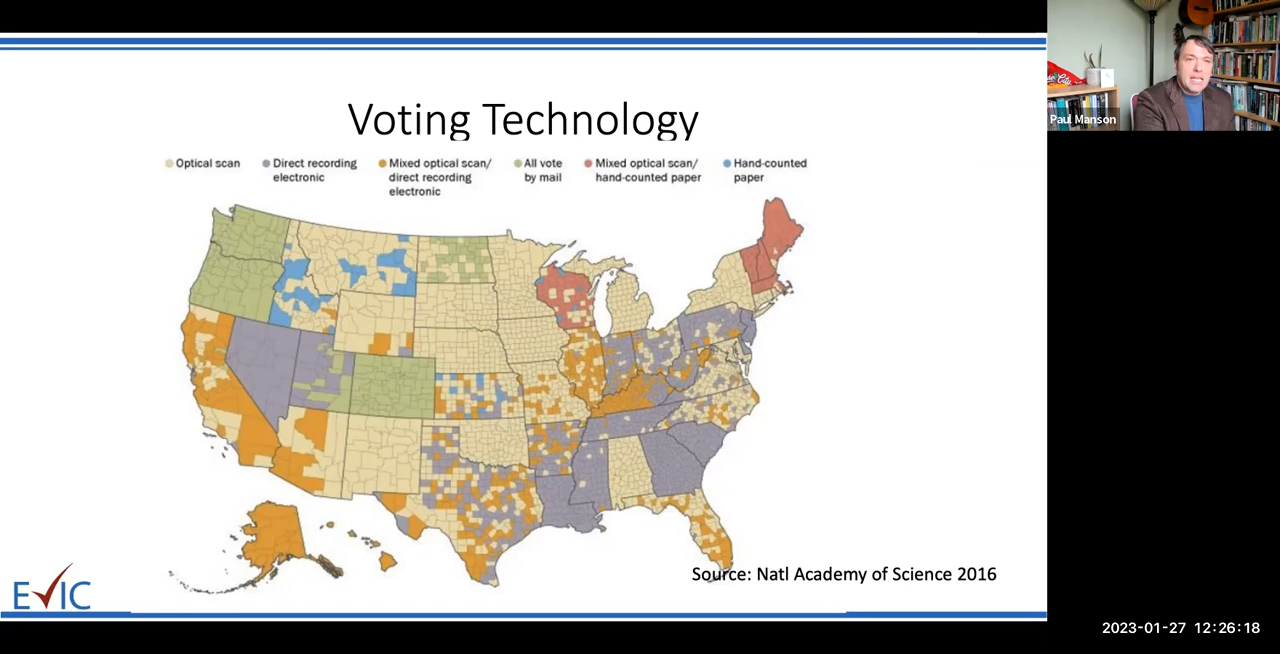 Voting Technology
Optical scan
Direct recording
electronic
Mixed optical scan/
direct recording
electronic
All vote
by mail
Mixed optical scan/
hand-counted paper
Hand-counted
paper
Source: Natl Academy of Science 2016
EVIC
Paul Manson
2023-01-27 12:26:18